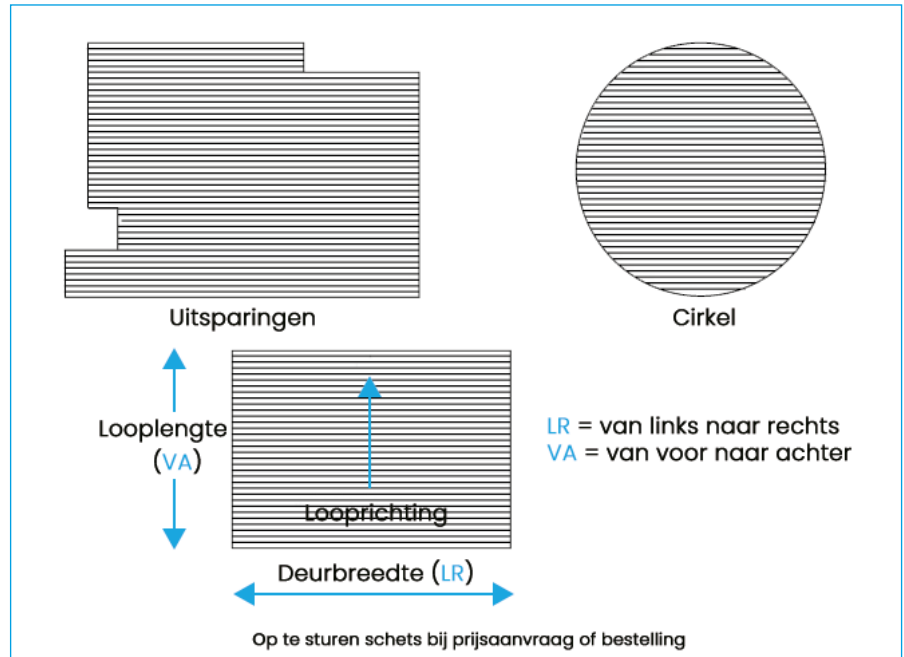 Uitsparingen
Cirkel
Looplengte
(VA)
Looprichting
LR = van links naar rechts
VA = van voor naar achter
Deurbreedte (LR)
Op te sturen schets bij prijsaanvraag of bestelling